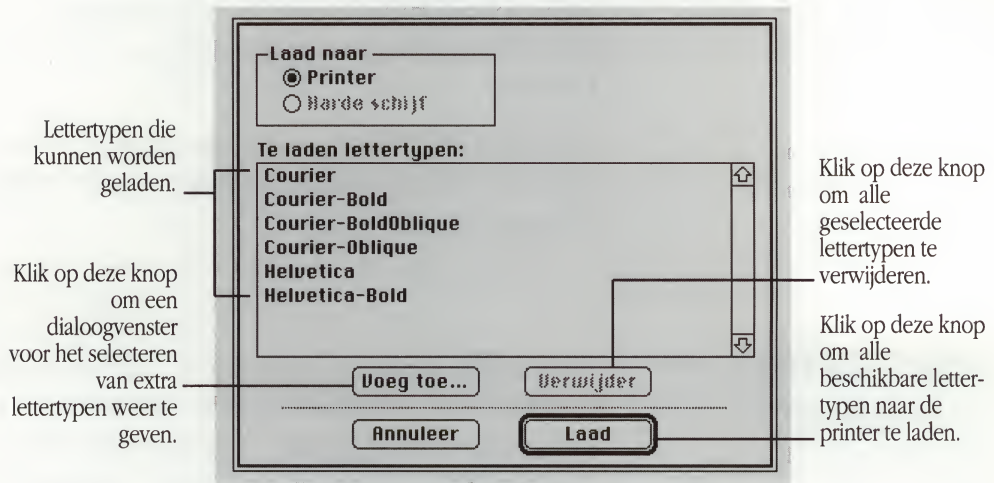 Laad naar
Printer
Harde schijf
Te laden lettertypen:
Courier
Courier-Bold
Courier-BoldOblique
Courier-Oblique
Helvetica
Helvetica-Bold
Voeg toe...
Verwijder
Annuleer
Laad
Lettertypen die
kunnen worden
geladen.
Klik op deze knop
om een
dialoogvenster
voor het selecteren
van extra
lettertypen weer te
geven.
Klik op deze knop
om alle
geselecteerde
lettertypen te
verwijderen.
Klik op deze knop
om alle
beschikbare letter-
typen naar de
printer te laden.